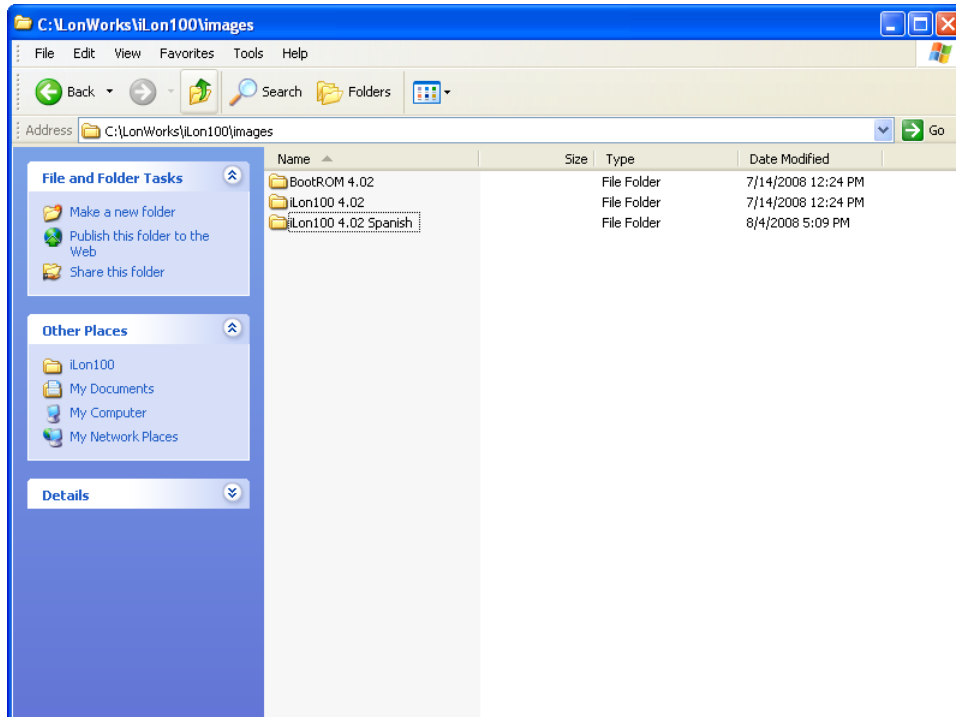 C:\LonWorks\iLon100\images
File Edit View Favorites Tools Help
Back Search Folders
Address C:\LonWorks\iLon100\images Go
Name Size Type Date Modified
File and Folder Tasks
Make a new folder
Publish this folder to the
Web
Share this folder
Other Places
iLon100
My Documents
My Computer
My Network Places
Details
BootROM 4.02 File Folder 7/14/2008 12:24 PM
iLon100 4.02 File Folder 7/14/2008 12:24 PM
iLon100 4.02 Spanish File Folder 8/4/2008 5:09 PM